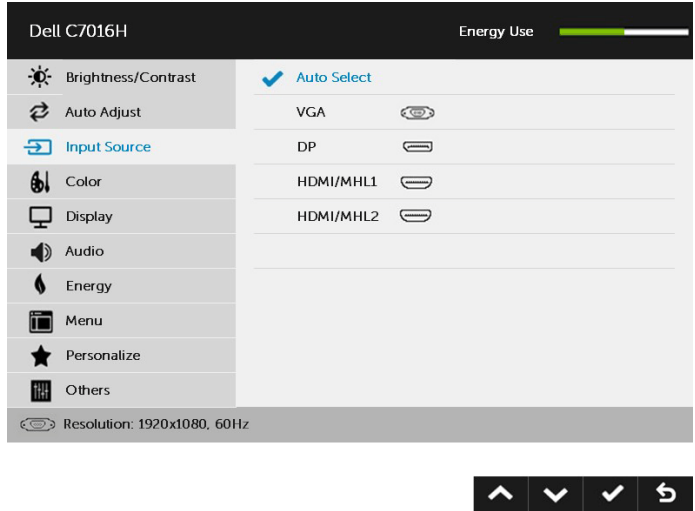 Dell C7016H
Energy Use
Brightness/Contrast
Auto Select
Auto Adjust
VGA
Input Source
DP
Color
HDMI/MHL1
Display
HDMI/MHL2
Audio
Energy
Menu
Personalize
Others
Resolution: 1920x1080, 60Hz